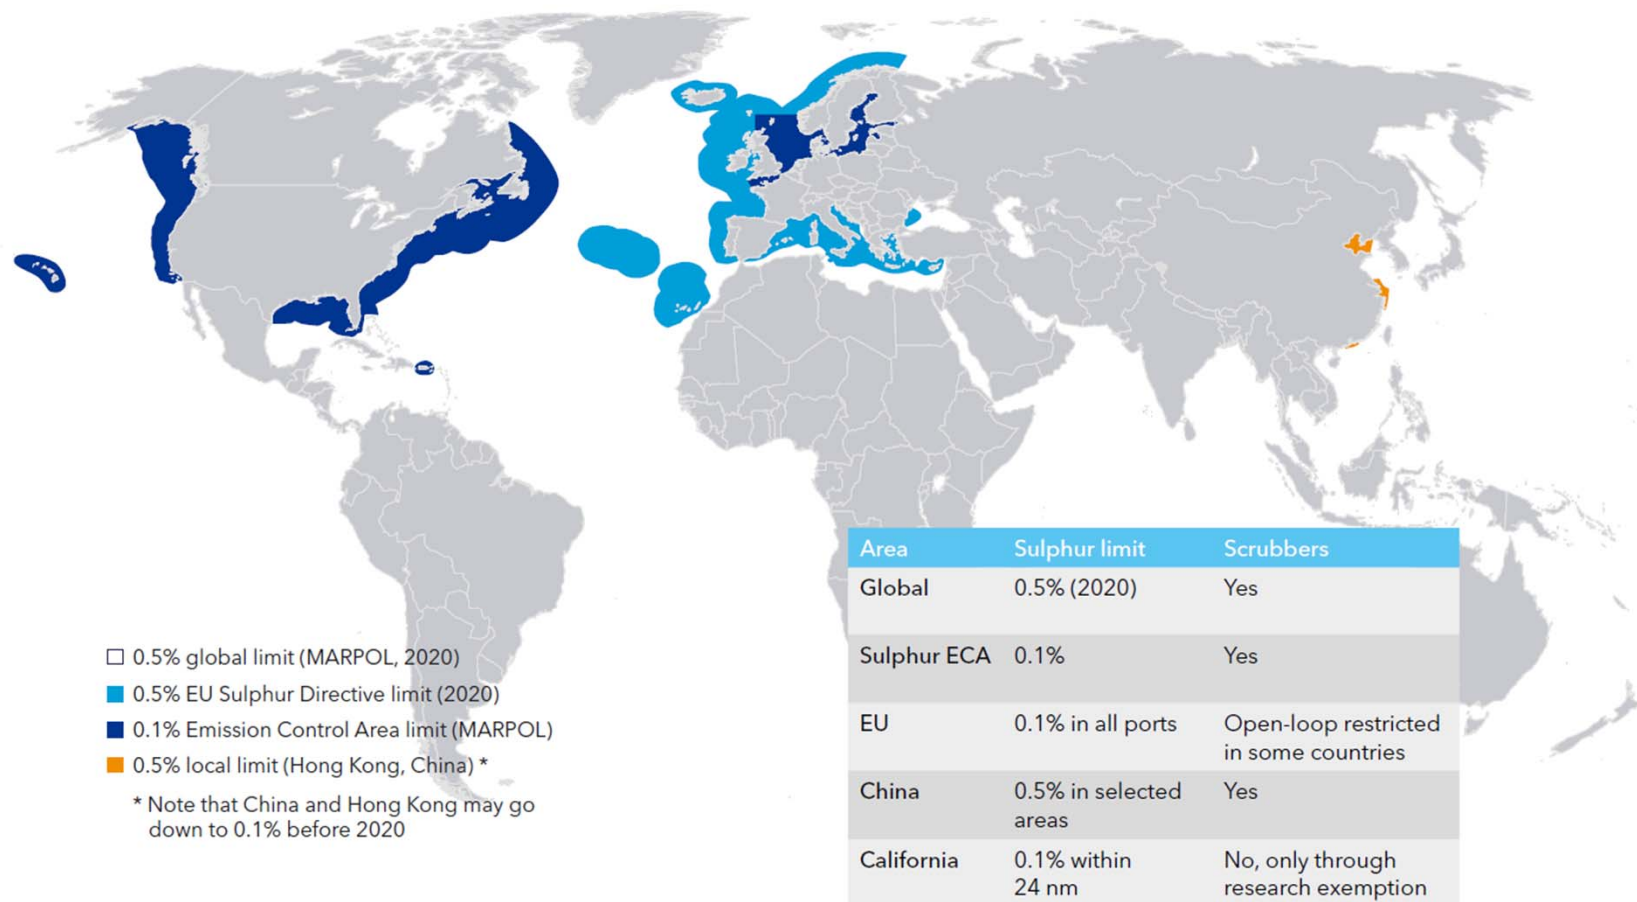 Area Sulphur limit Scrubbers
Global 0.5% (2020) Yes
Sulphur ECA 0.1% Yes
EU 0.1% in all ports Open-loop restricted
in some countries
China 0.5% in selected Yes
areas
California 0.1% within No, only through
24 nm research exemption
0.5% global limit (MARPOL, 2020)
0.5% EU Sulphur Directive limit (2020)
0.1% Emission Control Area limit (MARPOL)
0.5% local limit (Hong Kong, China) *
* Note that China and Hong Kong may go
down to 0.1% before 2020